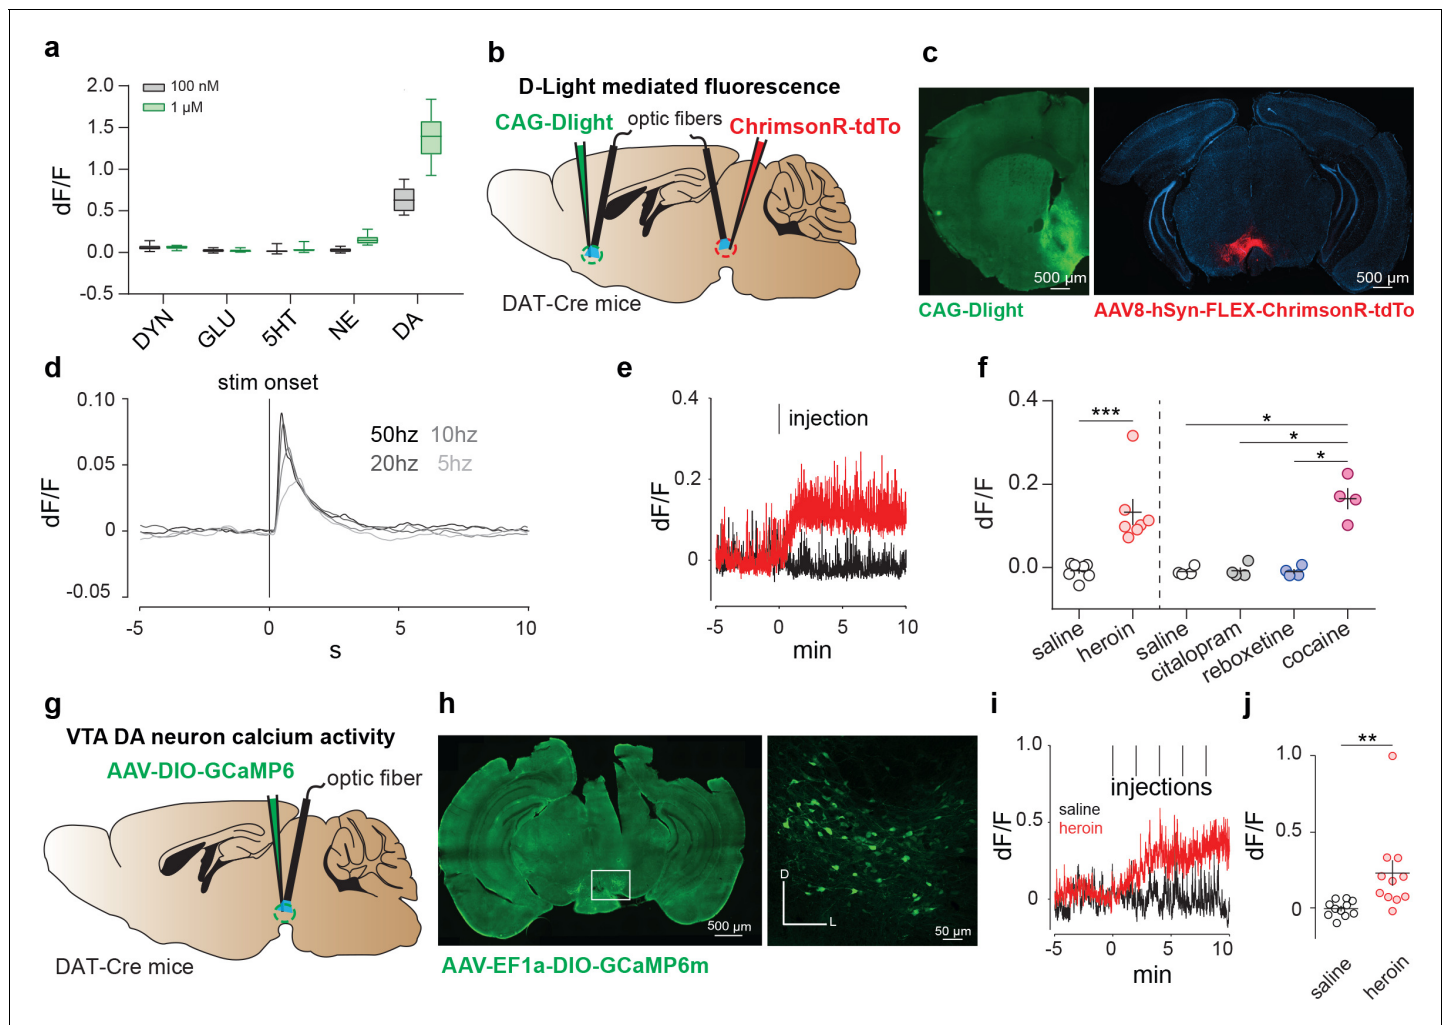 a
2.0
1.5
1.0
0.5
0.0
-0.5
dF/F
100 nM
1 µM
DYN
GLU
5HT
NE
DA
b
D-Light mediated fluorescence
CAG-Dlight
optic fibers
ChrimsonR-tdTo
DAT-Cre mice
c
500 µm
500 µm
CAG-Dlight
AAV8-hSyn-FLEX-ChrimsonR-tdTo
d
stim onset
0.10
0.05
0
-0.05
dF/F
50hz 10hz
20hz 5hz
-5
0
5
10
s
e
injection
0.4
0.2
0
dF/F
-5
0
5
10
min
f
0.4
0.2
0.0
dF/F
***
*
*
*
saline
heroin
saline
citalopram
reboxetine
cocaine
g
VTA DA neuron calcium activity
AAV-DIO-GCaMP6
optic fiber
DAT-Cre mice
h
500 µm
D
L
50 µm
AAV-EF1a-DIO-GCaMP6m
i
1.0
0.5
0
dF/F
injections
saline
heroin
-5
0
5
10
min
j
**
1.0
0.5
0
dF/F
saline
heroin